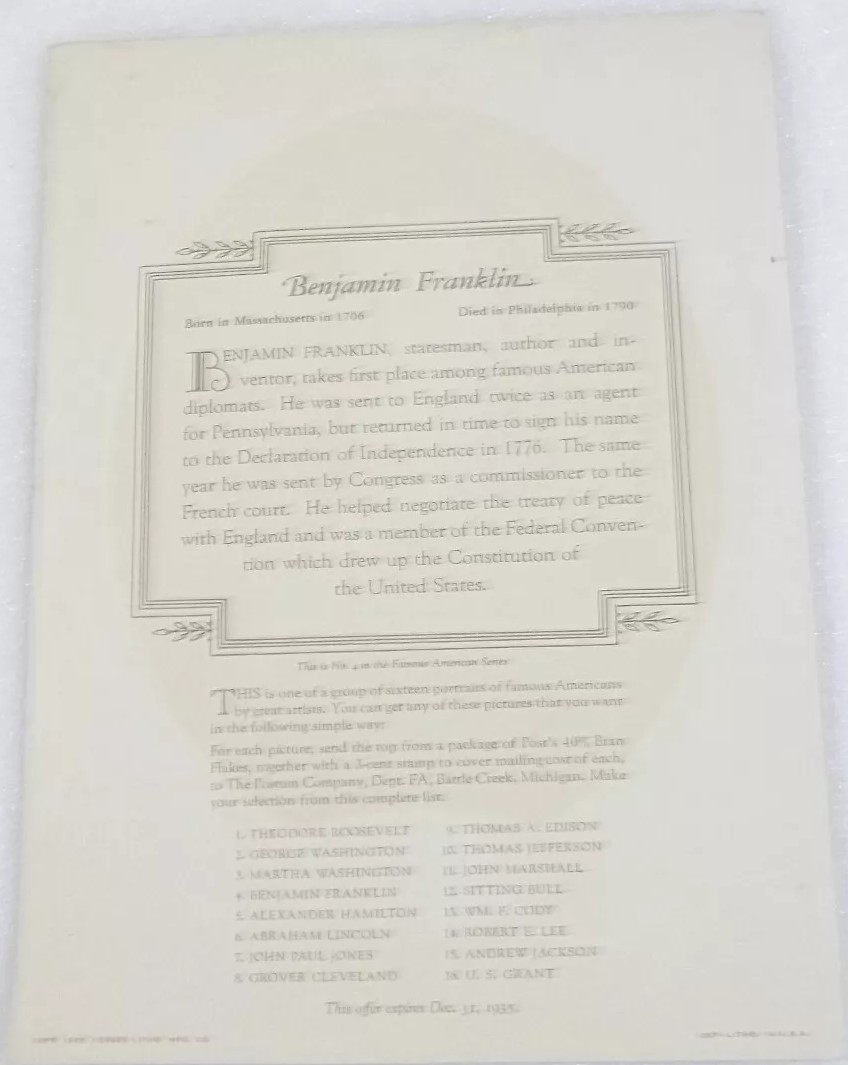 Benjamin Franklin
Born in Massachusetts in 1706
Died in Philadelphia in 1790
BENJAMIN FRANKLIN, statesman, author and in-
ventor, takes first place among famous American
diplomats. He was sent to England twice as an agent
for Pennsylvania, but returned in time to sign his name
to the Declaration of Independence in 1776. The same
year he was sent by Congress as a commissioner to the
French court. He helped negotiate the treaty of peace
with England and was a member of the Federal Conven-
tion which drew up the Constitution of
the United States.
This is No. 4 in the Famous American Series
THIS is one of a group of sixteen portraits of famous Americans
by great artists. You can get any of these pictures that you want
in the following simple way:
For each picture, send the top from a package of Post's 40% Bran
Flakes, together with a 3-cent stamp to cover mailing cost of each,
to The Postum Company, Dept. FA, Battle Creek, Michigan. Make
your selection from this complete list.
1. THEODORE ROOSEVELT
2. GEORGE WASHINGTON
3. MARTHA WASHINGTON
4. BENJAMIN FRANKLIN
5. ALEXANDER HAMILTON
6. ABRAHAM LINCOLN
7. JOHN PAUL JONES
8. GROVER CLEVELAND
9. THOMAS A. EDISON
10. THOMAS JEFFERSON
11. JOHN MARSHALL
12. SITTING BULL
13. WM. F. CODY
14. ROBERT E. LEE
15. ANDREW JACKSON
16. U. S. GRANT
This offer expires Dec. 31, 1935.